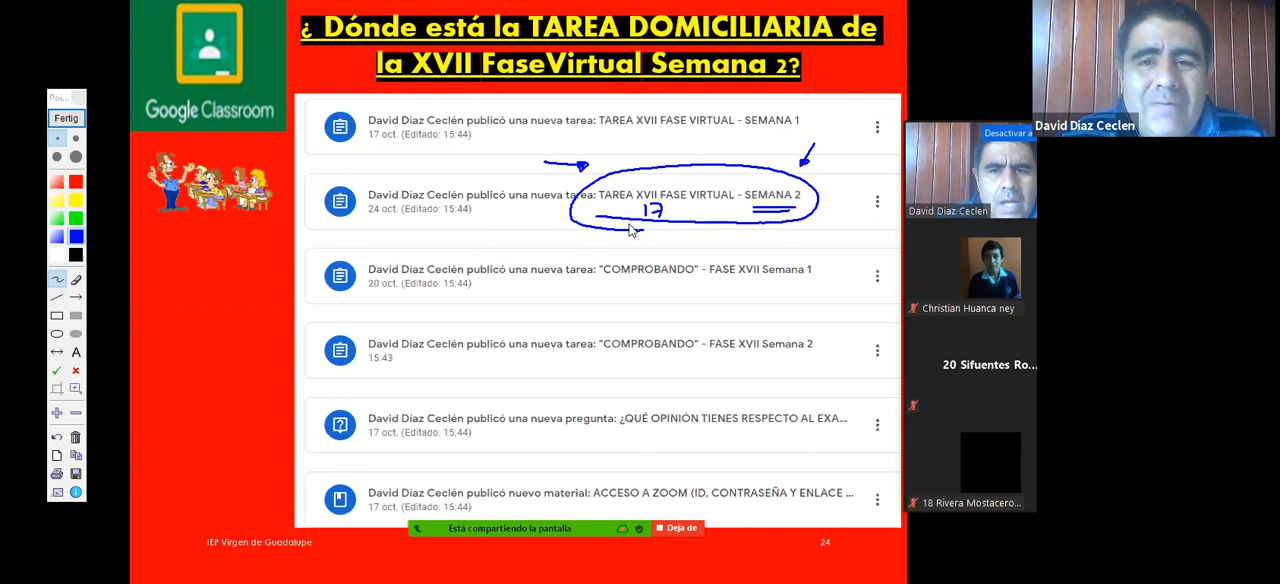 ¿ Dónde está la TAREA DOMICILIARIA de
la XVII FaseVirtual Semana 2?
Google Classroom
Poi...
Fertig
A
David Díaz Ceclén publicó una nueva tarea: TAREA XVII FASE VIRTUAL - SEMANA 1
17 oct. (Editado: 15:44)
David Díaz Ceclén publicó una nueva tarea: TAREA XVII FASE VIRTUAL - SEMANA 2
24 oct. (Editado: 15:44)
17
David Díaz Ceclén publicó una nueva tarea: "COMPROBANDO" - FASE XVII Semana 1
20 oct. (Editado: 15:44)
David Díaz Ceclén publicó una nueva tarea: "COMPROBANDO" - FASE XVII Semana 2
15:43
David Díaz Ceclén publicó una nueva pregunta: ¿QUÉ OPINIÓN TIENES RESPECTO AL EXA...
17 oct. (Editado: 15:44)
David Díaz Ceclén publicó nuevo material: ACCESO A ZOOM (ID, CONTRASEÑA Y ENLACE ...
17 oct. (Editado: 15:44)
Está compartiendo la pantalla
Deja de
IEP Virgen de Guadalupe
24
David Diaz Ceclen
Desactivar a
David Diaz Ceclen
Christian Huanca ney
20 Sifuentes Ro...
18 Rivera Mostacero...